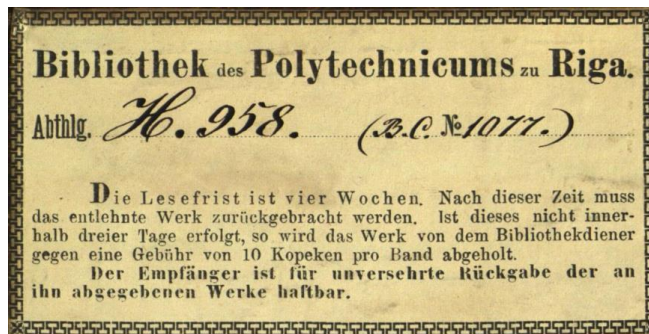 Bibliothek des Polytechnicums zu Riga.
Abthlg. H. 958. (B.C. № 1077.)
Die Lesefrist ist vier Wochen. Nach dieser Zeit muss
das entlehnte Werk zurückgebracht werden. Ist dieses nicht inner-
halb dreier Tage erfolgt, so wird das Werk von dem Bibliothekdiener
gegen eine Gebühr von 10 Kopeken pro Band abgeholt.
Der Empfänger ist für unversehrte Rückgabe der an
ihn abgegebenen Werke haftbar.